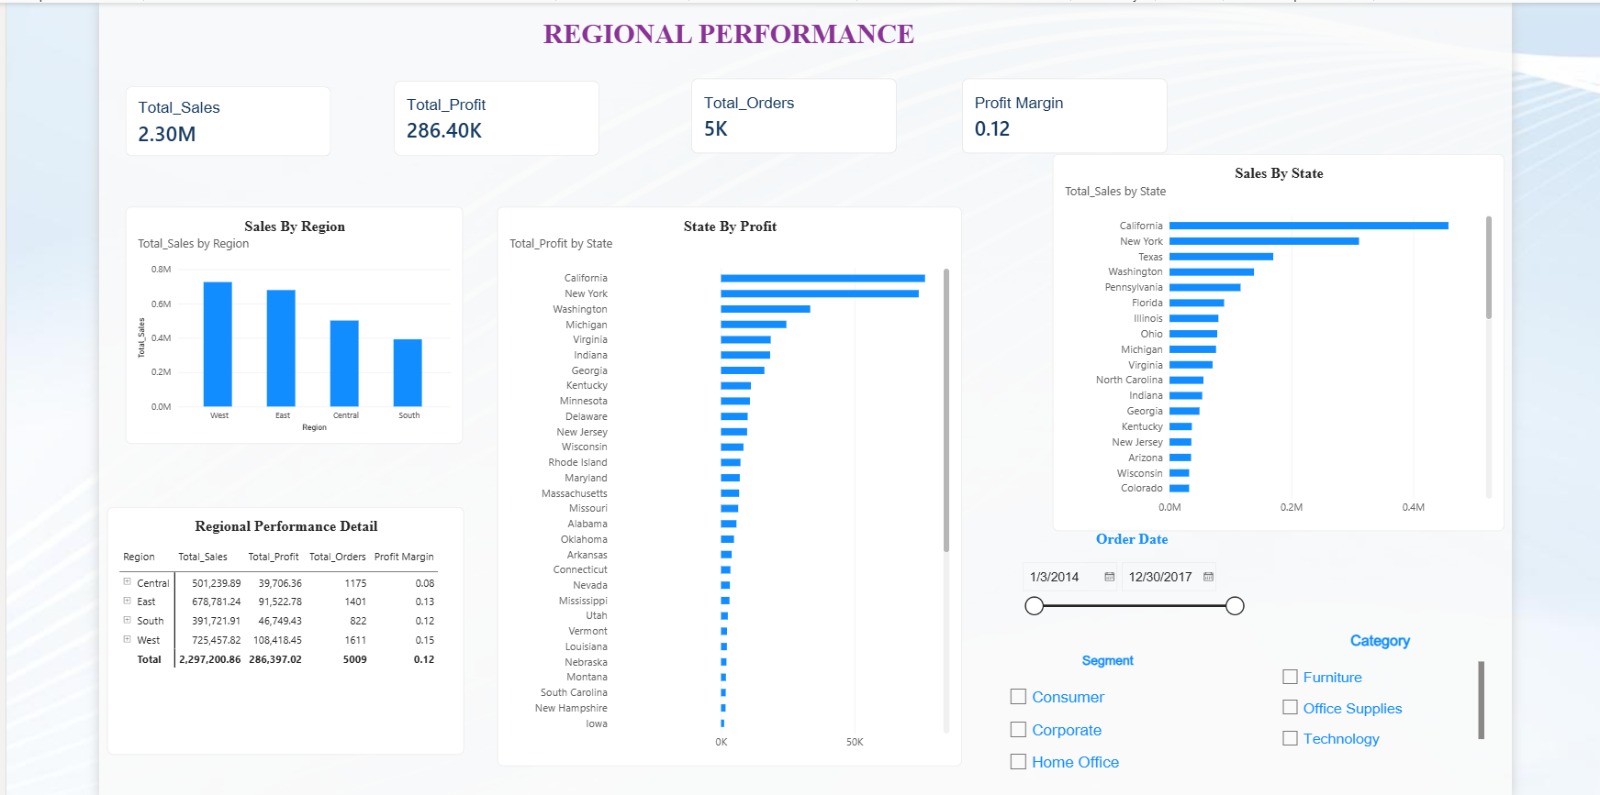 REGIONAL PERFORMANCE
Total_Sales
2.30M
Total_Profit
286.40K
Total_Orders
5K
Profit Margin
0.12
Sales By Region
Total_Sales by Region
0.8M
0.6M
0.4M
0.2M
0.0M
Total_Sales
West East Central South
Region
State By Profit
Total_Profit by State
California
New York
Washington
Michigan
Virginia
Indiana
Georgia
Kentucky
Minnesota
Delaware
New Jersey
Wisconsin
Rhode Island
Maryland
Massachusetts
Missouri
Alabama
Oklahoma
Arkansas
Connecticut
Nevada
Mississippi
Utah
Vermont
Louisiana
Nebraska
Montana
South Carolina
New Hampshire
Iowa
0K 50K
Sales By State
Total_Sales by State
California
New York
Texas
Washington
Pennsylvania
Florida
Illinois
Ohio
Michigan
Virginia
North Carolina
Indiana
Georgia
Kentucky
New Jersey
Arizona
Wisconsin
Colorado
0.0M 0.2M 0.4M
Regional Performance Detail
Region Total_Sales Total_Profit Total_Orders Profit Margin
Central 501,239.89 39,706.36 1175 0.08
East 678,781.24 91,522.78 1401 0.13
South 391,721.91 46,749.43 822 0.12
West 725,457.82 108,418.45 1611 0.15
Total 2,297,200.86 286,397.02 5009 0.12
Order Date
1/3/2014 12/30/2017
Segment
Consumer
Corporate
Home Office
Category
Furniture
Office Supplies
Technology